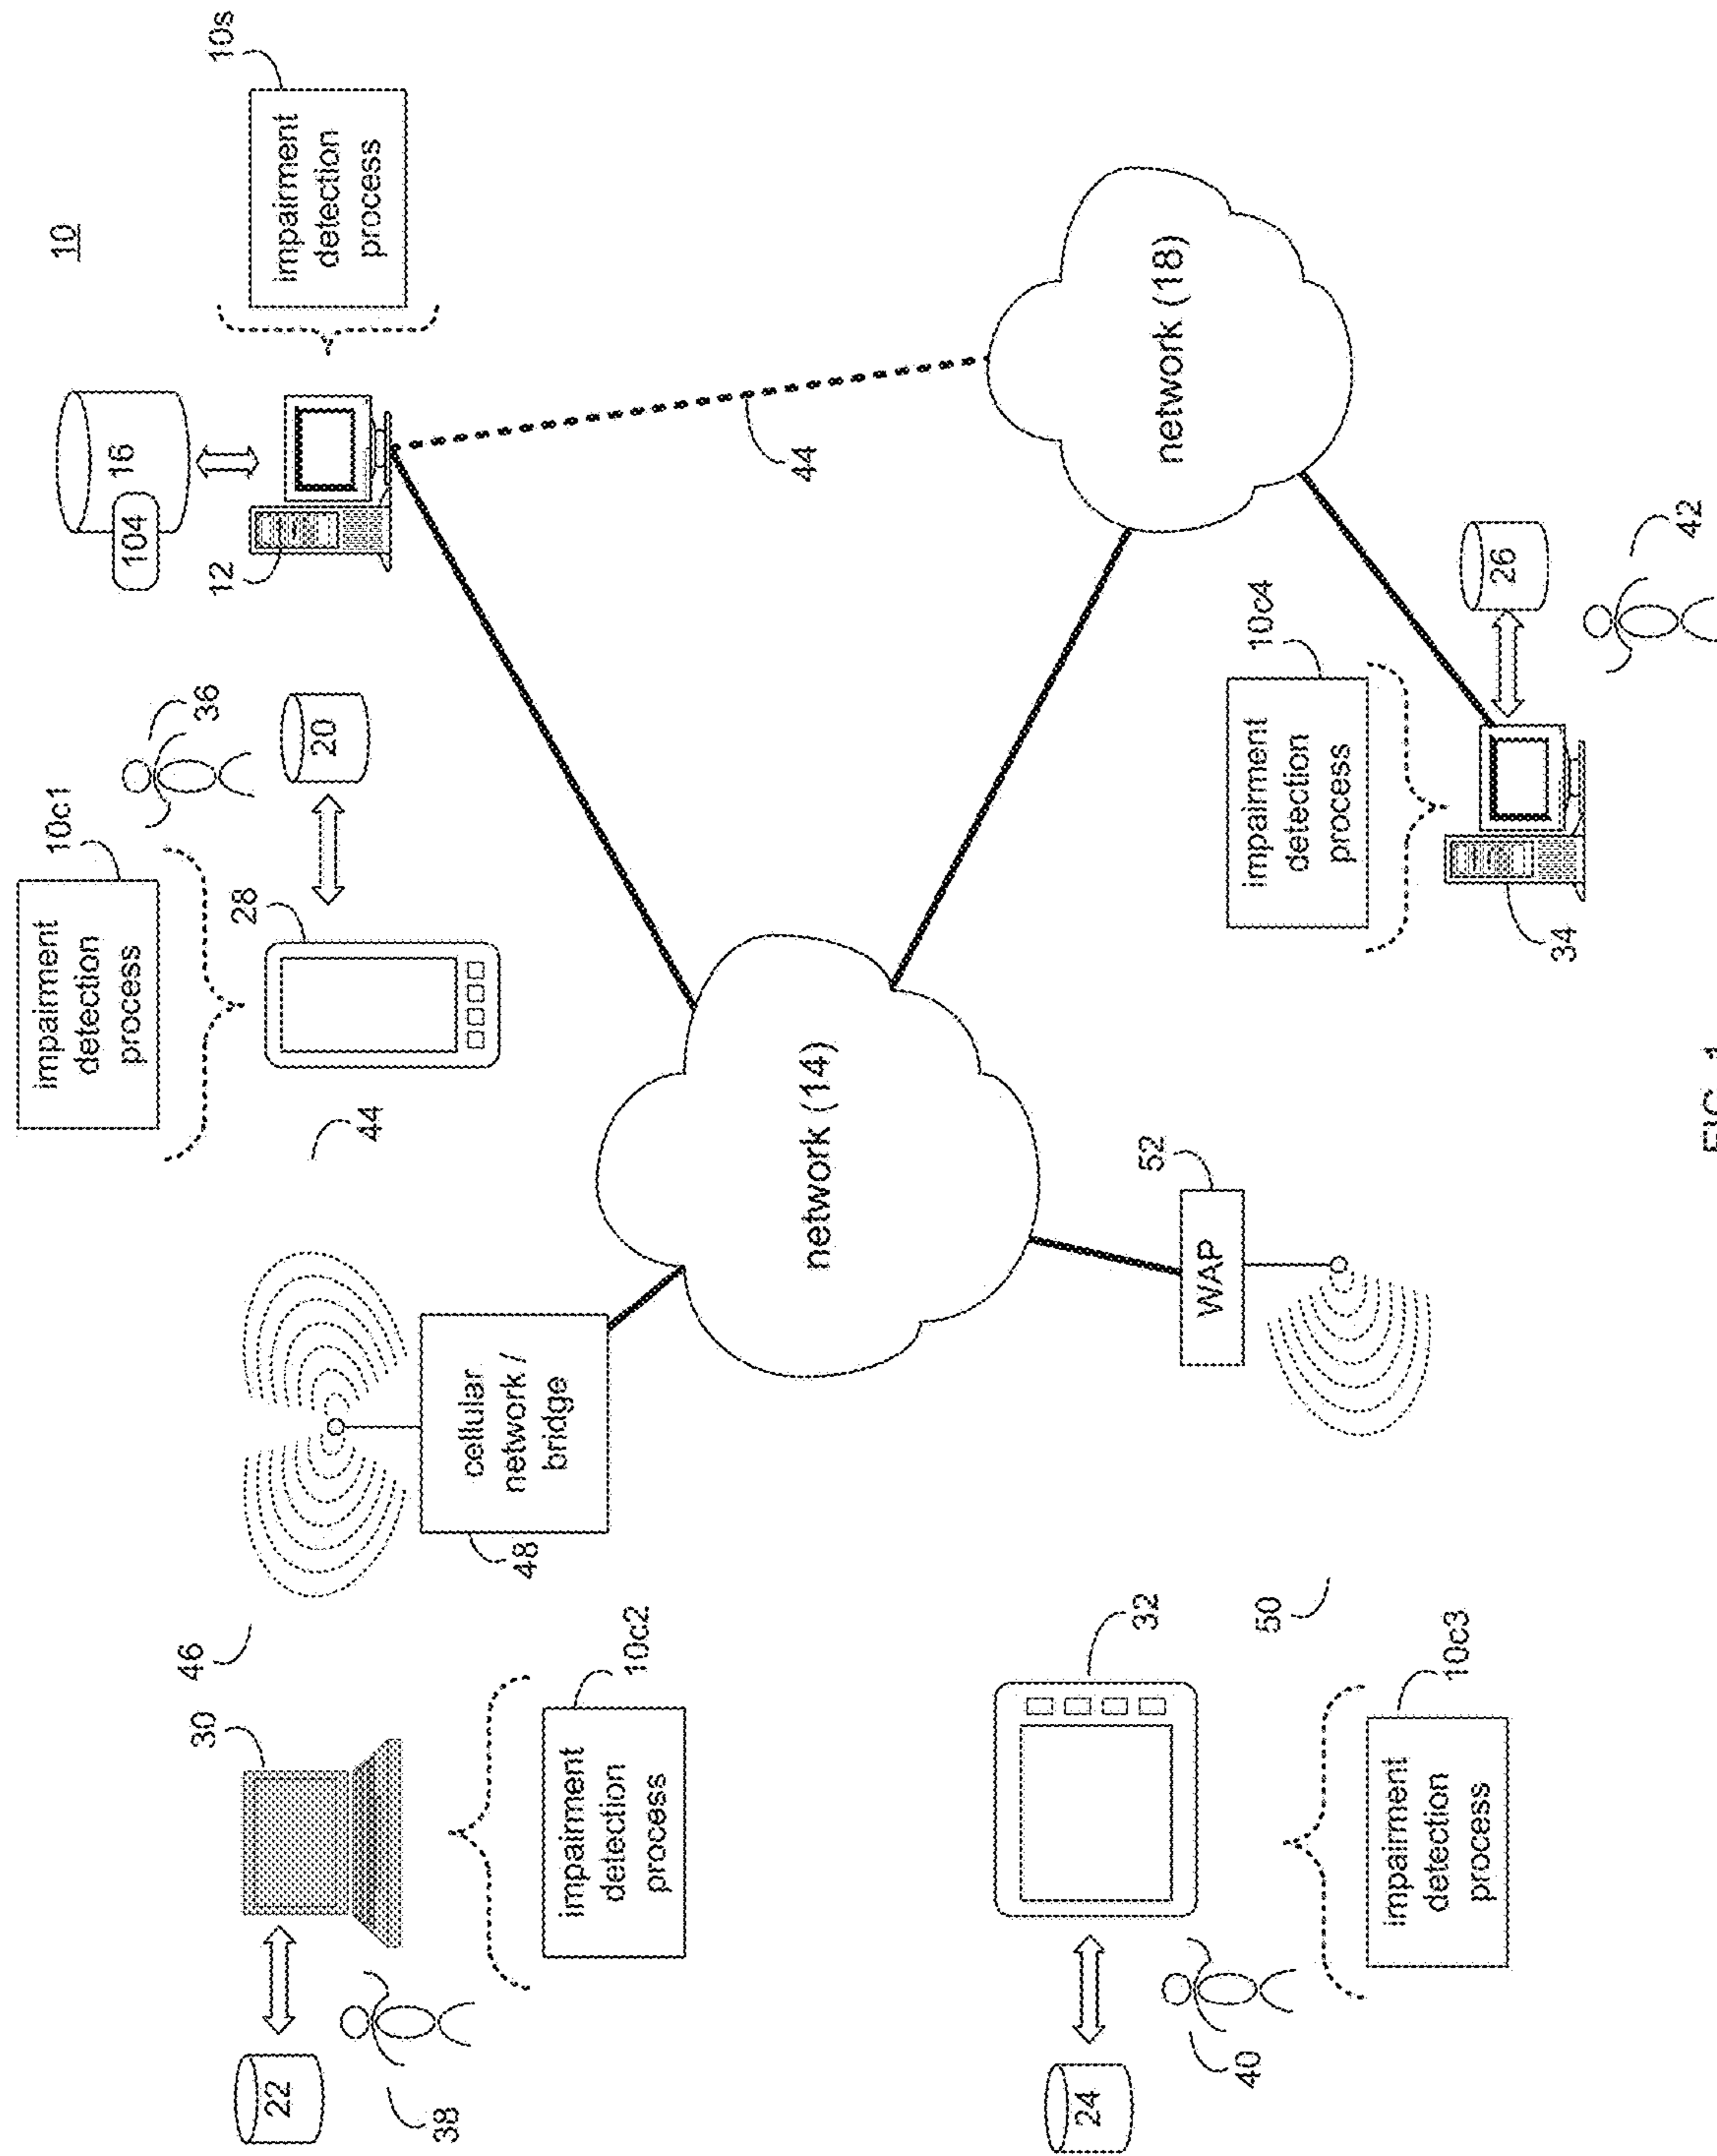 10
impairment
detection
process
10s
16
104
12
impairment
detection
process
10c1
36
20
28
44
44
46
cellular
network /
bridge
48
30
22
38
impairment
detection
process
10c2
network (14)
network (18)
WAP
52
50
32
24
40
impairment
detection
process
10c3
impairment
detection
process
10c4
26
42
34